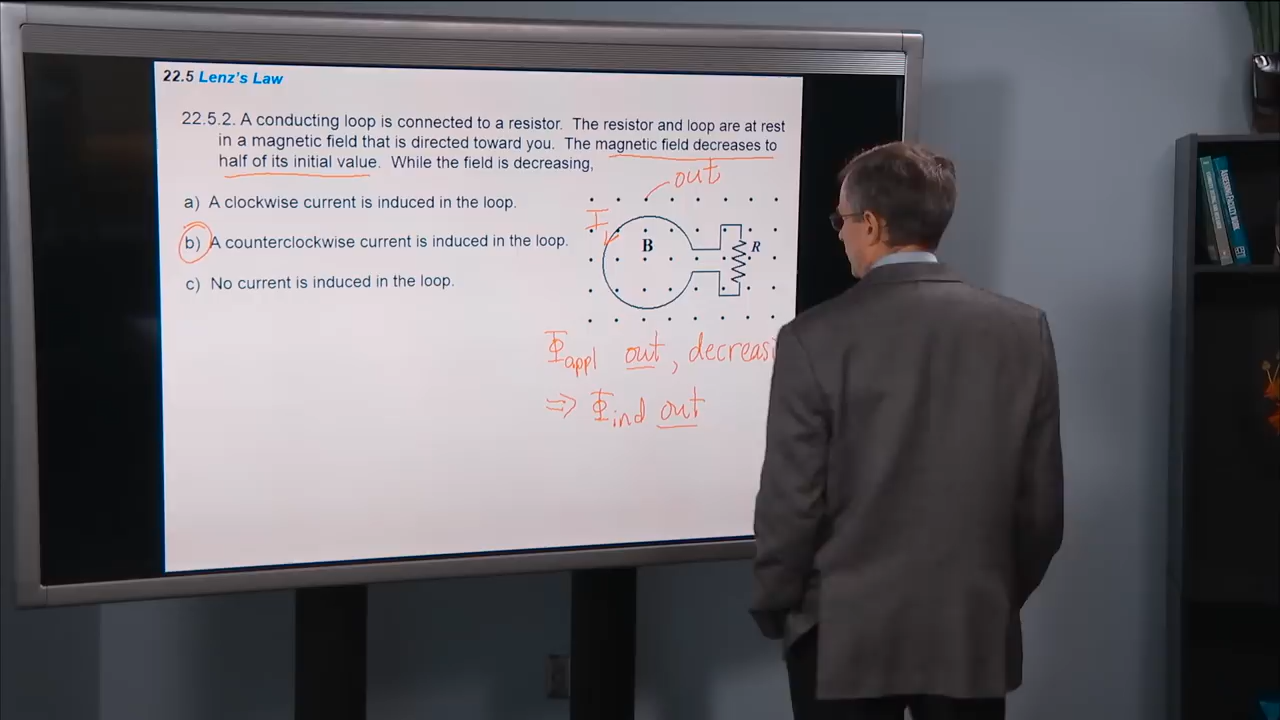 22.5 Lenz's Law
22.5.2. A conducting loop is connected to a resistor. The resistor and loop are at rest
in a magnetic field that is directed toward you. The magnetic field decreases to
half of its initial value. While the field is decreasing,
out
a) A clockwise current is induced in the loop.
I
b) A counterclockwise current is induced in the loop.
B
R
c) No current is induced in the loop.
Φappl out, decreasi
⇒ Φind out